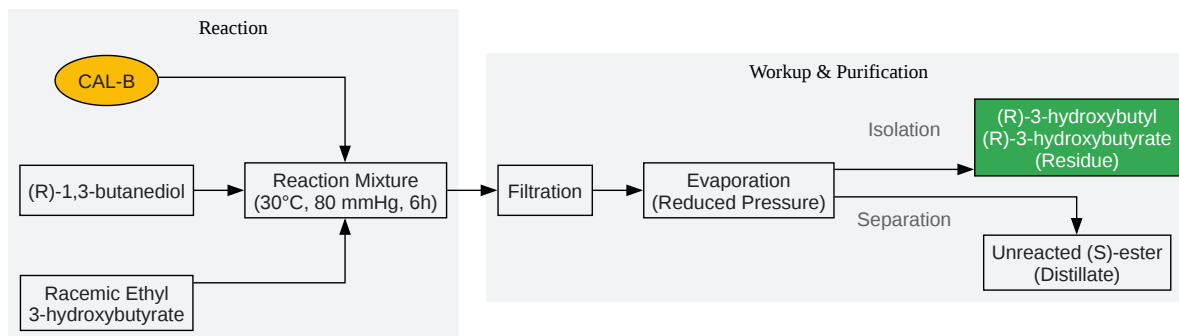 Reaction
CAL-B
(R)-1,3-butanediol
Racemic Ethyl
3-hydroxybutyrate
Reaction Mixture
(30°C, 80 mmHg, 6h)
Workup & Purification
Filtration
Evaporation
(Reduced Pressure)
Isolation
(R)-3-hydroxybutyl
(R)-3-hydroxybutyrate
(Residue)
Separation
Unreacted (S)-ester
(Distillate)